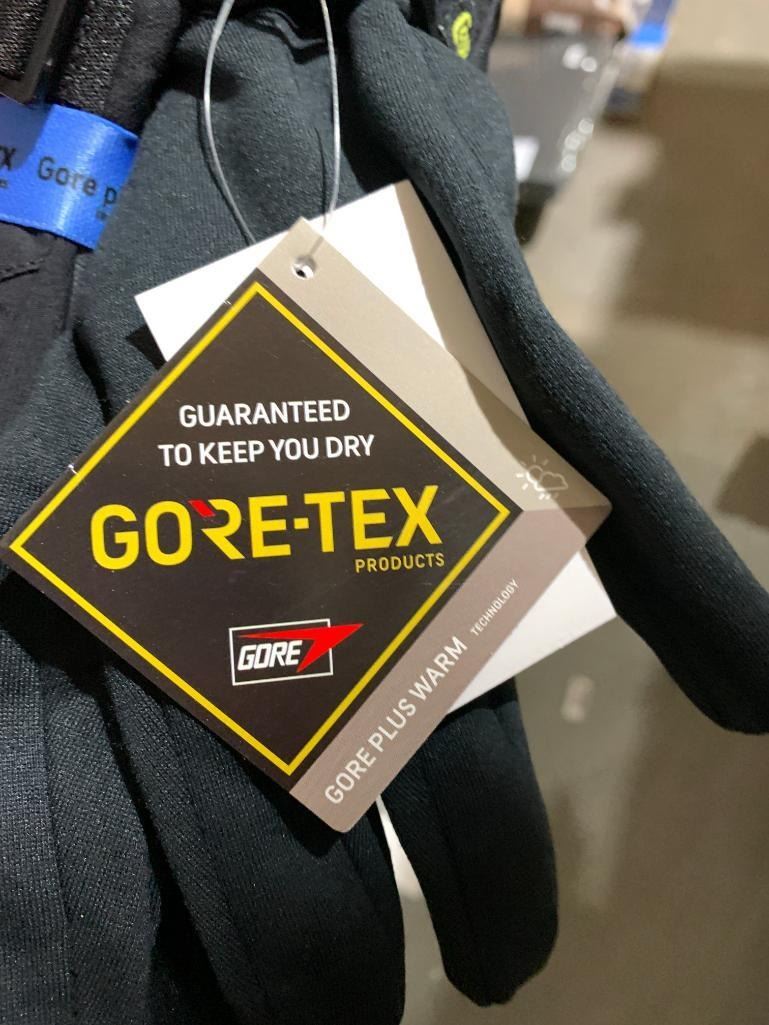 Gore p
GUARANTEED
TO KEEP YOU DRY
GORE-TEX
PRODUCTS
GORE
GORE PLUS WARM TECHNOLOGY